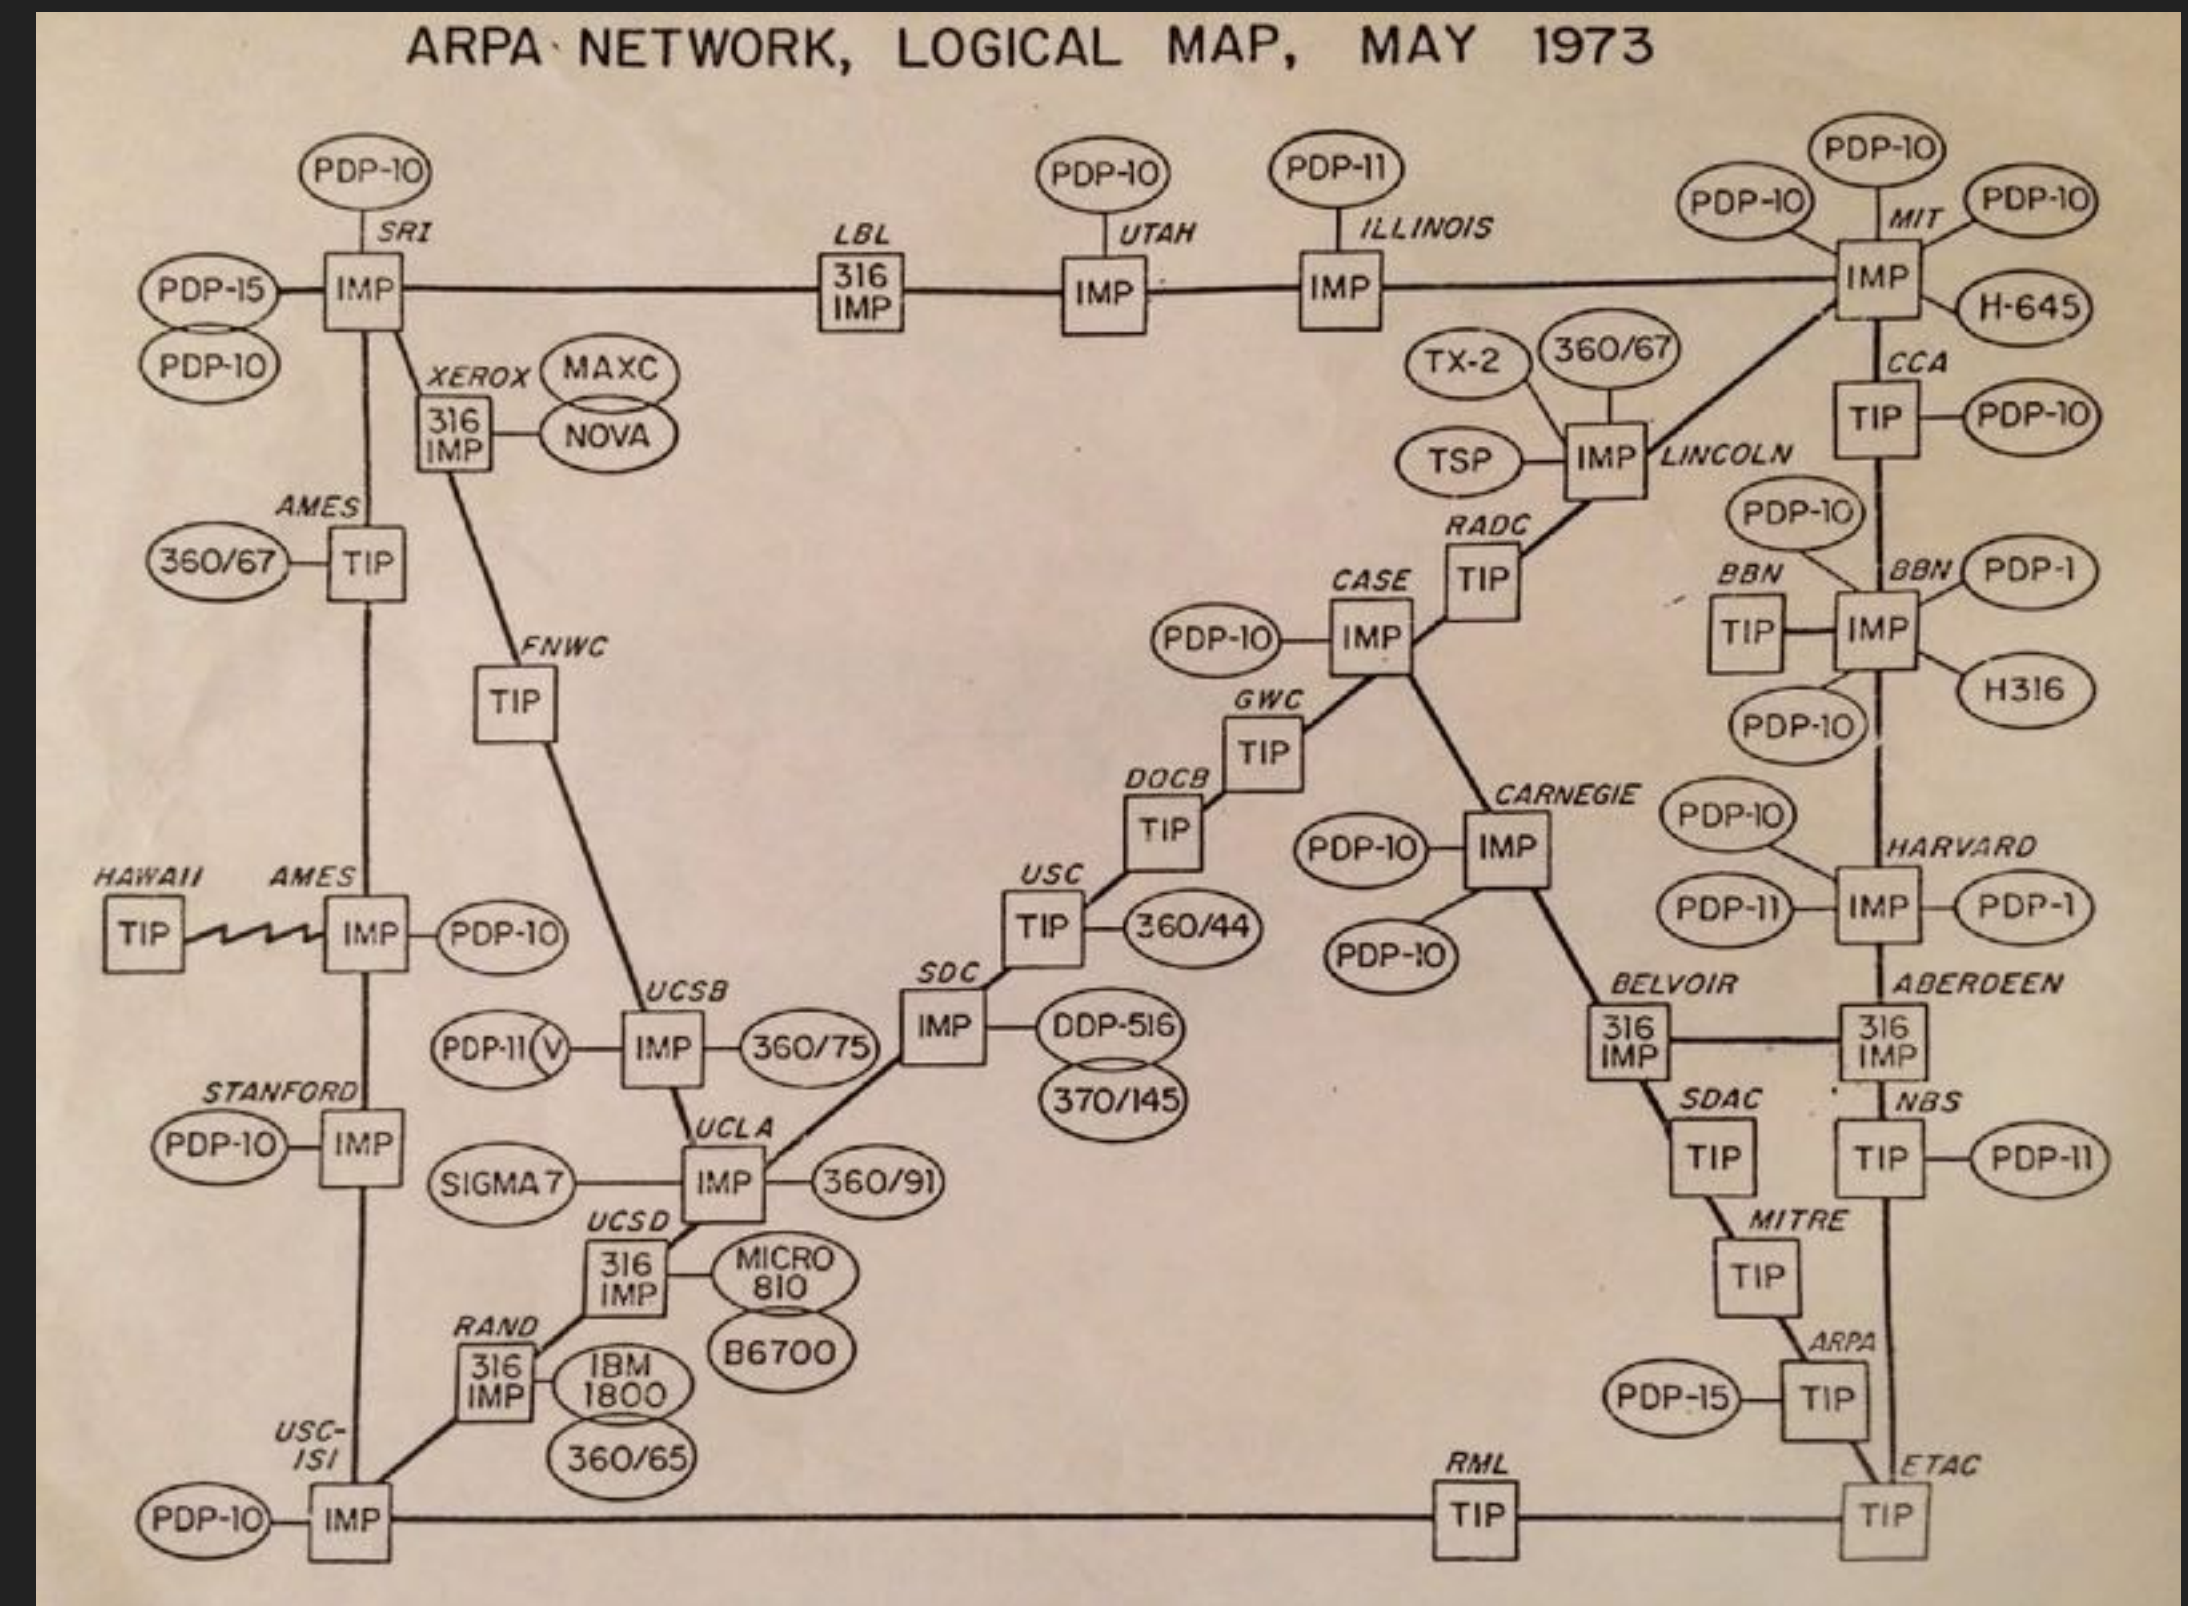 ARPA NETWORK, LOGICAL MAP, MAY 1973
PDP-10
SRI
IMP
PDP-15
PDP-10
LBL
316
IMP
PDP-10
UTAH
IMP
PDP-11
ILLINOIS
IMP
PDP-10
PDP-10
PDP-10
MIT
IMP
H-645
XEROX
316
IMP
MAXC
NOVA
TX-2
360/67
TSP
IMP
LINCOLN
CCA
TIP
PDP-10
AMES
360/67
TIP
RADC
TIP
CASE
PDP-10
IMP
PDP-10
BBN
TIP
BBN
IMP
PDP-1
H316
PDP-10
FNWC
TIP
GWC
TIP
DOCB
TIP
CARNEGIE
PDP-10
IMP
PDP-10
PDP-10
HARVARD
PDP-11
IMP
PDP-1
HAWAII
TIP
AMES
IMP
PDP-10
USC
TIP
360/44
SDC
IMP
DDP-516
370/145
UCSB
PDP-11
V
IMP
360/75
BELVOIR
316
IMP
ABERDEEN
316
IMP
STANFORD
PDP-10
IMP
UCLA
SIGMA 7
IMP
360/91
SDAC
TIP
NBS
TIP
PDP-11
UCSD
316
IMP
MICRO
810
B6700
MITRE
TIP
RAND
316
IMP
IBM
1800
360/65
ARPA
PDP-15
TIP
USC-
ISI
PDP-10
IMP
RML
TIP
ETAC
TIP